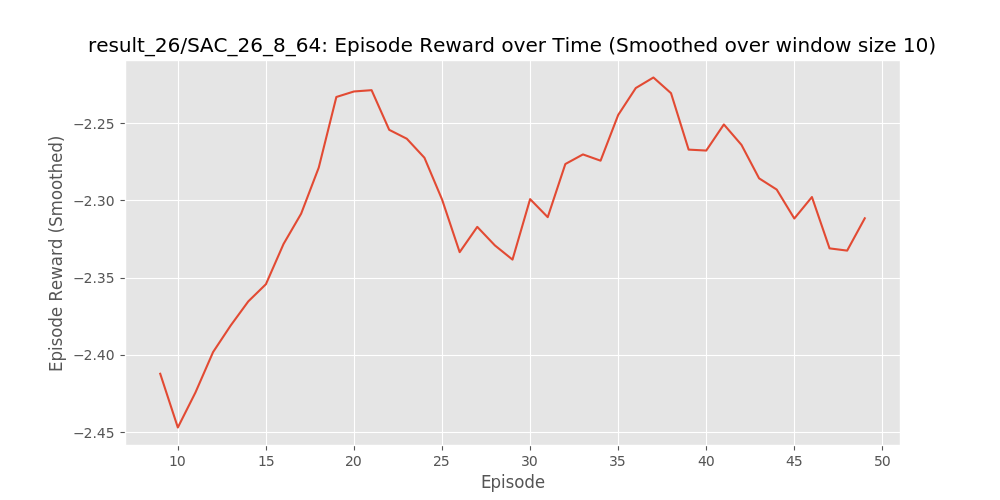 result_26/SAC_26_8_64: Episode Reward over Time (Smoothed over window size 10)
Episode Reward (Smoothed)
−2.25
−2.30
−2.35
−2.40
−2.45
10 15 20 25 30 35 40 45 50
Episode